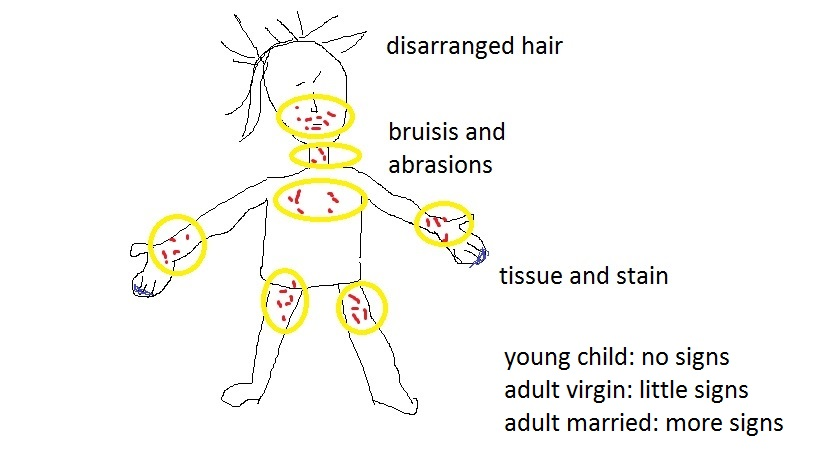 disarranged hair
bruisis and
abrasions
tissue and stain
young child: no signs
adult virgin: little signs
adult married: more signs